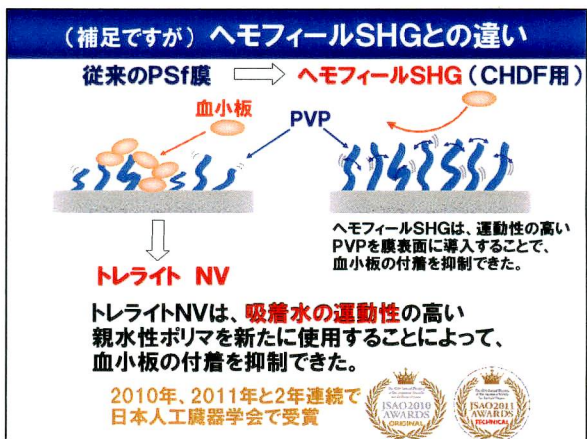 （補足ですが）ヘモフィールSHGとの違い
従来のPSf膜
ヘモフィールSHG（CHDF用）
血小板
PVP
ヘモフィールSHGは、運動性の高い
PVPを膜表面に導入することで、
血小板の付着を抑制できた。
トレライト NV
トレライトNVは、吸着水の運動性の高い
親水性ポリマを新たに使用することによって、
血小板の付着を抑制できた。
2010年、2011年と2年連続で
日本人工臓器学会で受賞
JSAO2010
AWARDS
ORIGINAL
JSAO2011
AWARDS
TECHNICAL